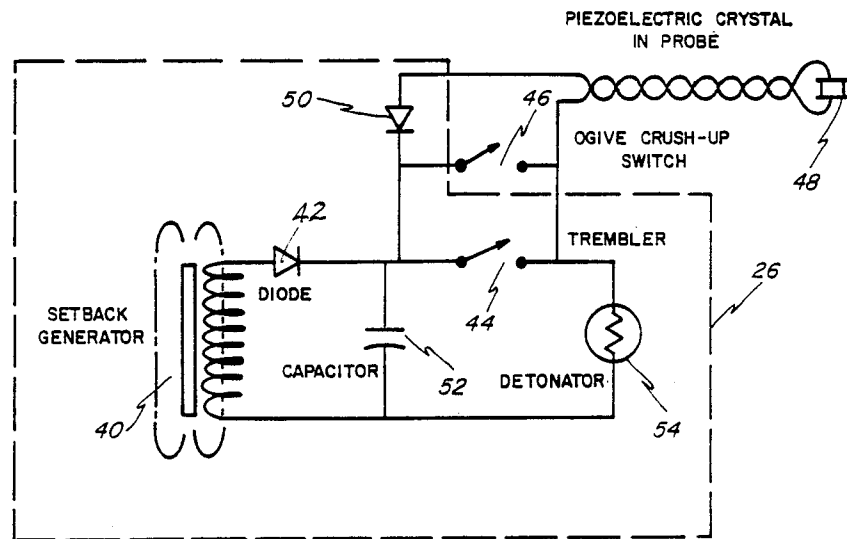 PIEZOELECTRIC CRYSTAL
IN PROBE
50
46
OGIVE CRUSH-UP
SWITCH
48
42
TREMBLER
26
DIODE
44
SETBACK
GENERATOR
CAPACITOR
52
DETONATOR
40
54